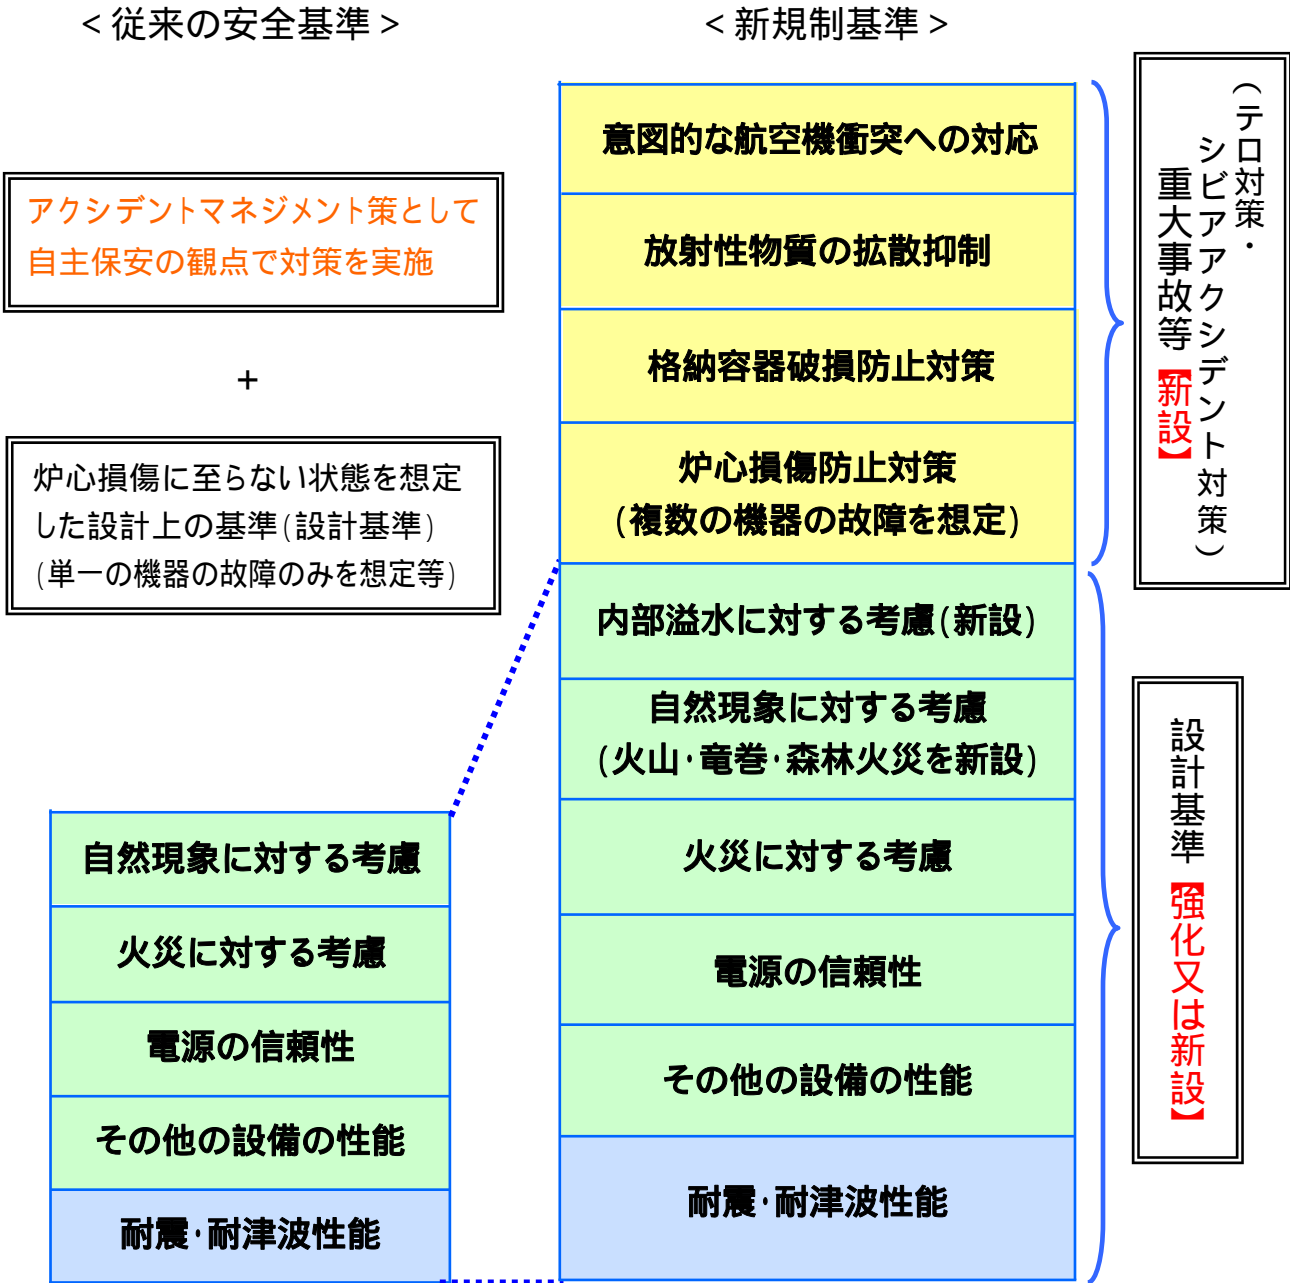 ＜従来の安全基準＞
アクシデントマネジメント策として
自主保安の観点で対策を実施
＋
炉心損傷に至らない状態を想定
した設計上の基準(設計基準)
(単一の機器の故障のみを想定等)
自然現象に対する考慮
火災に対する考慮
電源の信頼性
その他の設備の性能
耐震・耐津波性能
＜新規制基準＞
意図的な航空機衝突への対応
放射性物質の拡散抑制
格納容器破損防止対策
炉心損傷防止対策
(複数の機器の故障を想定)
内部溢水に対する考慮(新設)
自然現象に対する考慮
(火山・竜巻・森林火災を新設)
火災に対する考慮
電源の信頼性
その他の設備の性能
耐震・耐津波性能
（テロ対策・
シビアアクシデント対策）
重大事故等【新設】
設計基準【強化又は新設】